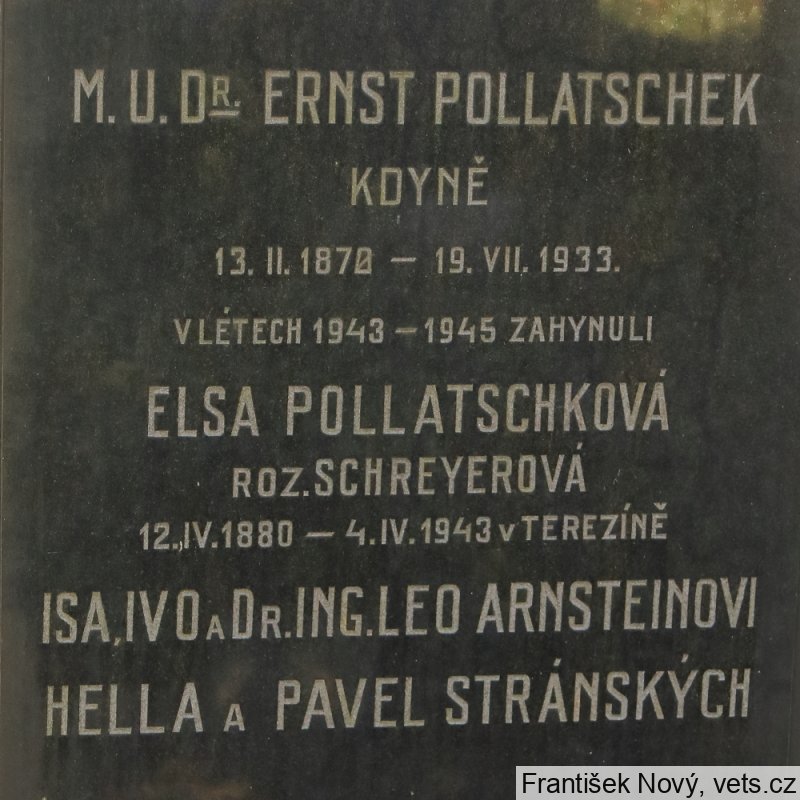 M. U. DR. ERNST POLLATSCHEK
KDYNĚ
13. II. 1870 – 19. VII. 1933.
V LÉTECH 1943 – 1945 ZAHYNULI
ELSA POLLATSCHKOVÁ
ROZ. SCHREYEROVÁ
12. IV. 1880 – 4. IV. 1943 v TEREZÍNĚ
ISA, IVO A DR. ING. LEO ARNSTEINOVI
HELLA A PAVEL STRÁNSKÝCH
František Nový, vets.cz